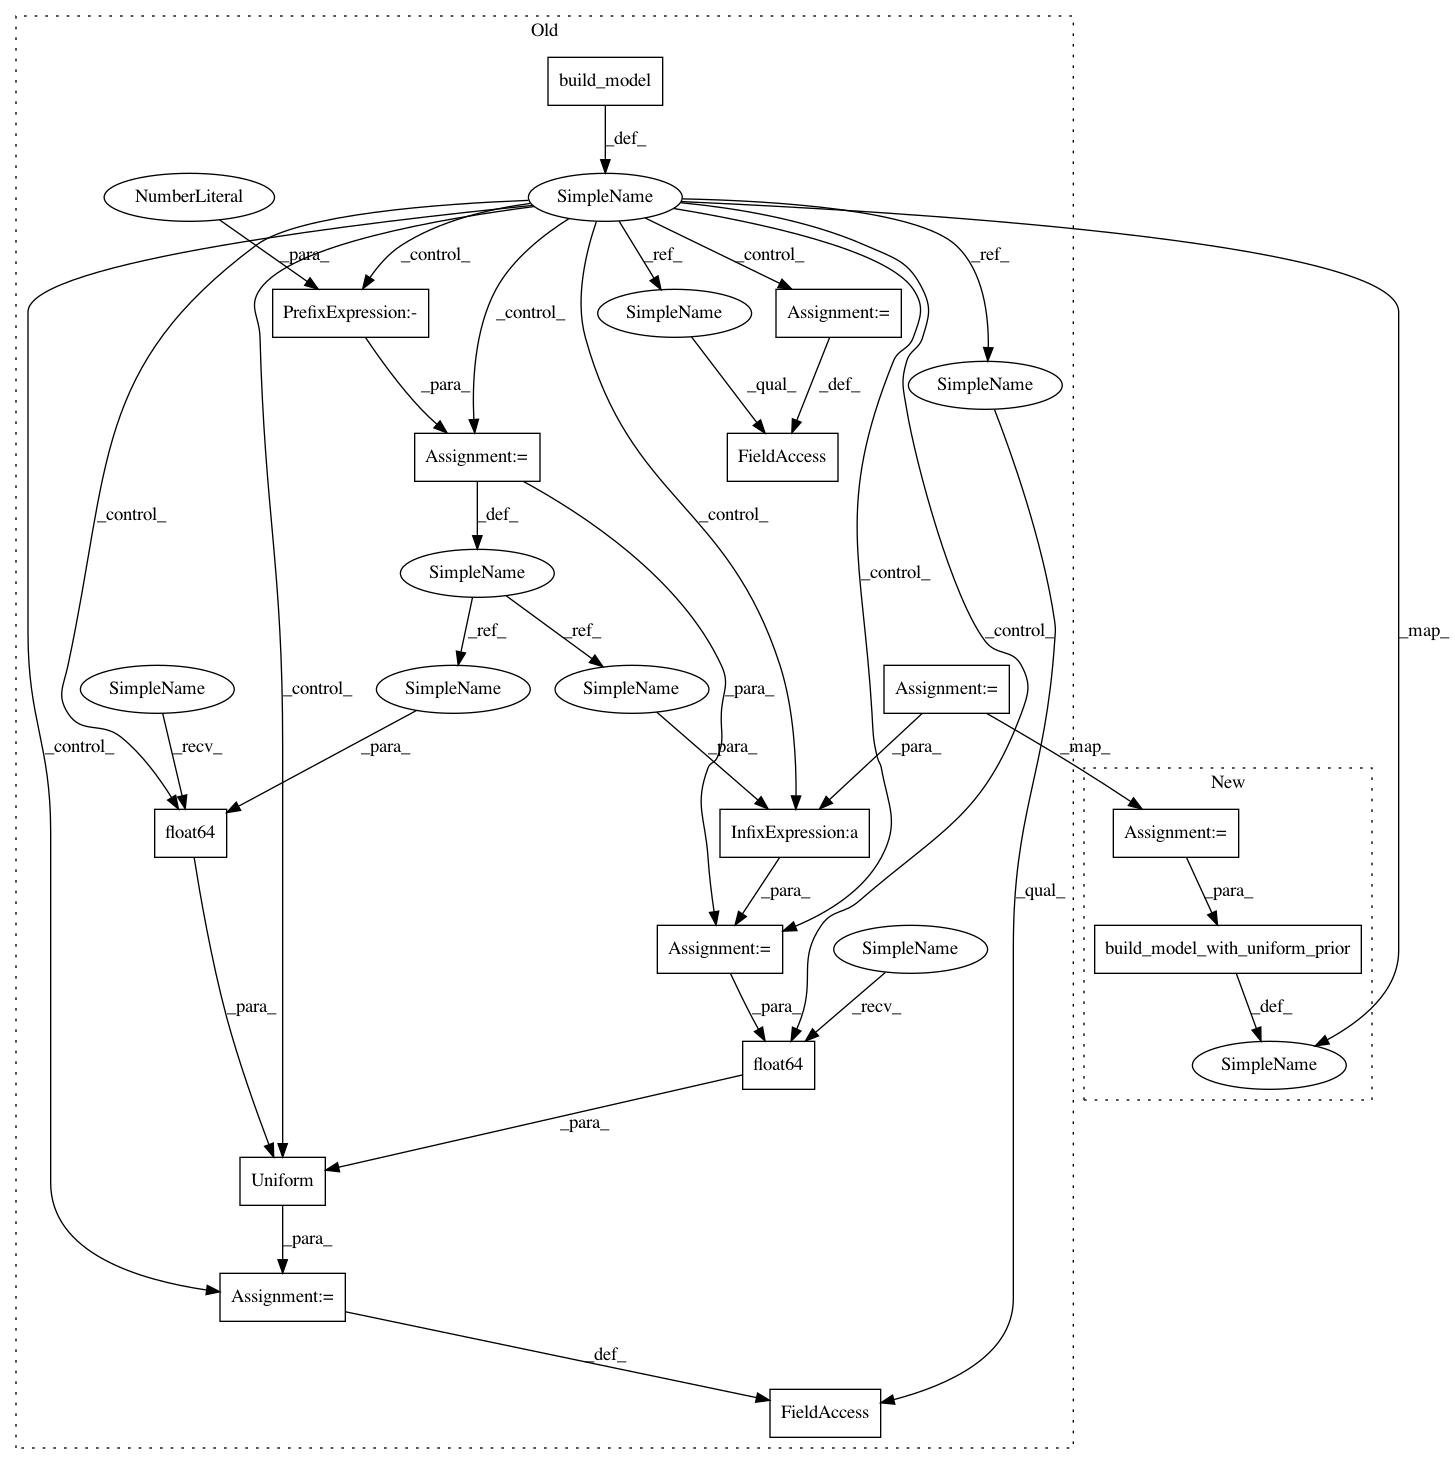 Old
build_model
_def_
NumberLiteral
SimpleName
_para_
_control_
_ref_
_control_
_ref_
PrefixExpression:-
_control_
SimpleName
Assignment:=
_para_
_qual_
_def_
SimpleName
Assignment:=
FieldAccess
_control_
_def_
_control_
SimpleName
_control_
_ref_
_ref_
_control_
_map_
SimpleName
_control_
SimpleName
SimpleName
_para_
Assignment:=
_control_
_recv_
_para_
_para_
_para_
_map_
New
float64
InfixExpression:a
Assignment:=
_para_
_qual_
_para_
Assignment:=
SimpleName
build_model_with_uniform_prior
_para_
_para_
_recv_
_def_
float64
SimpleName
_para_
Uniform
_para_
Assignment:=
_def_
FieldAccess